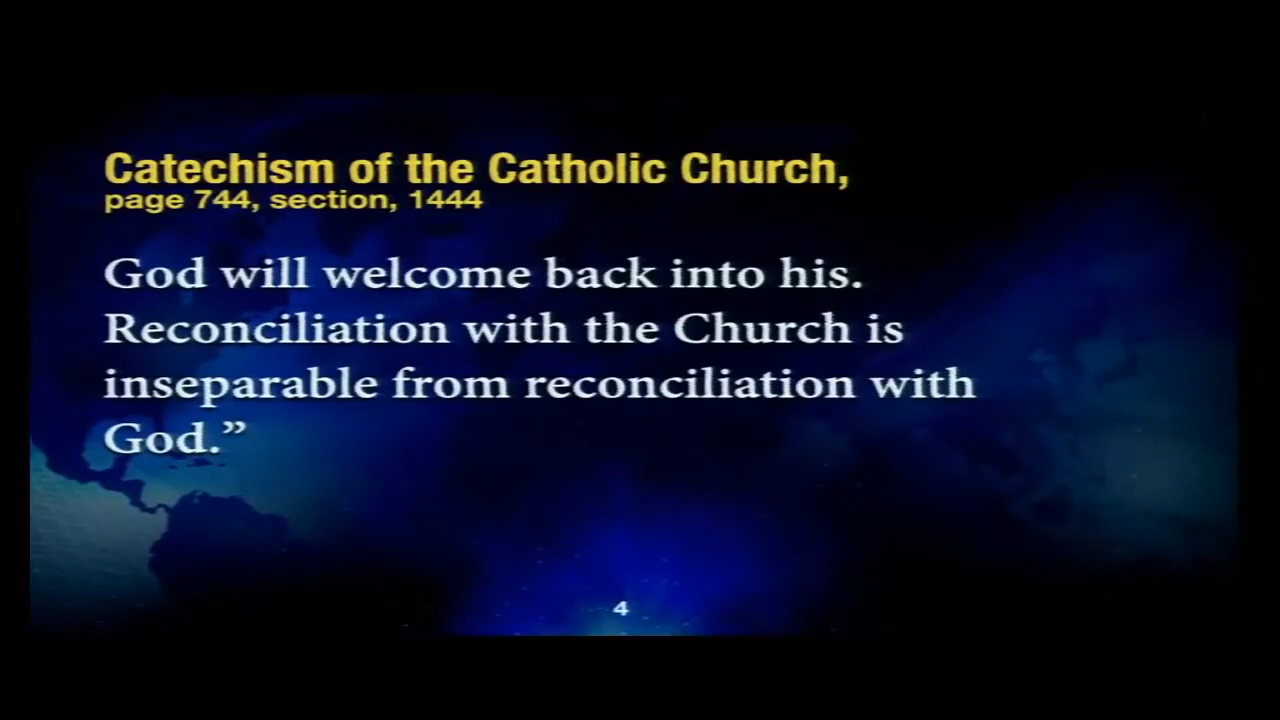 Catechism of the Catholic Church,
page 744, section, 1444
God will welcome back into his.
Reconciliation with the Church is
inseparable from reconciliation with
God.”
4